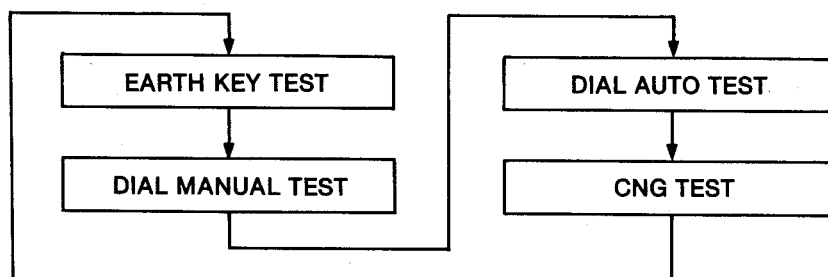 EARTH KEY TEST
DIAL MANUAL TEST
DIAL AUTO TEST
CNG TEST